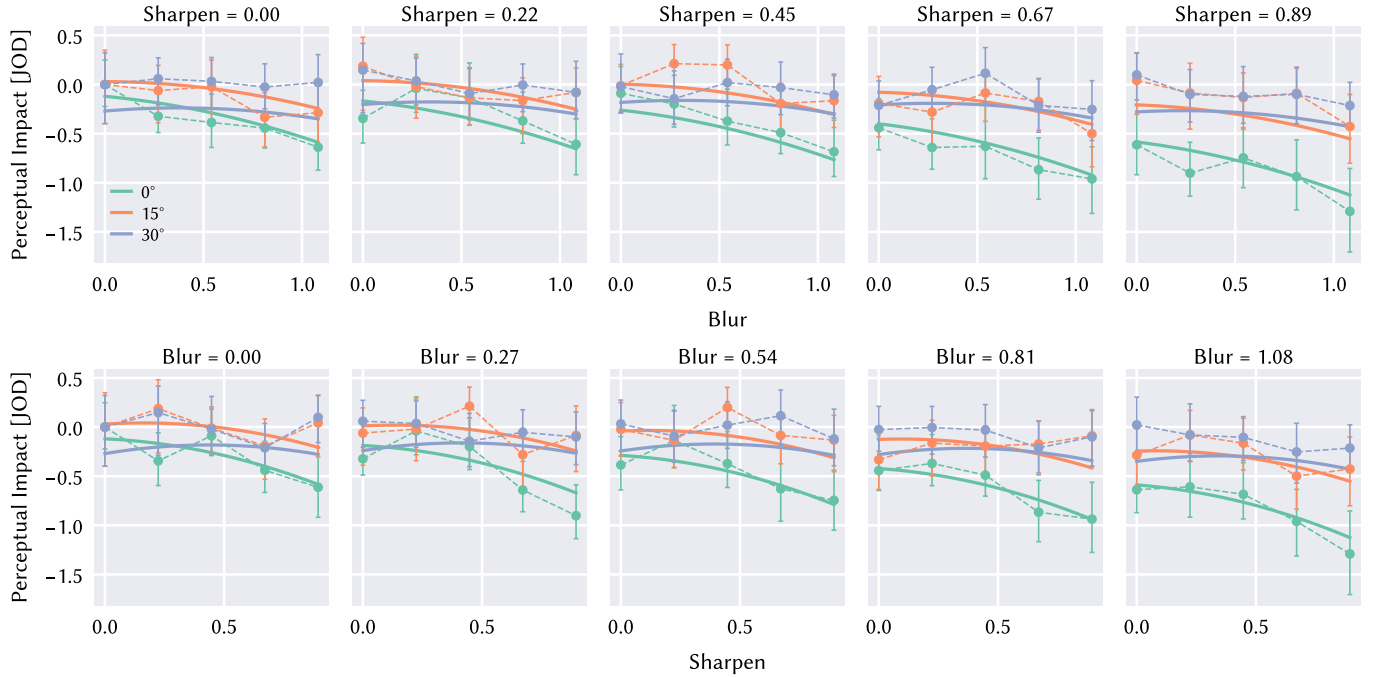 Sharpen = 0.00 Sharpen = 0.22 Sharpen = 0.45 Sharpen = 0.67 Sharpen = 0.89
Perceptual Impact [JOD]
0.5
0.0
−0.5
−1.0
−1.5
0°
15°
30°
0.0 0.5 1.0 0.0 0.5 1.0 0.0 0.5 1.0 0.0 0.5 1.0 0.0 0.5 1.0
Blur
Blur = 0.00 Blur = 0.27 Blur = 0.54 Blur = 0.81 Blur = 1.08
Perceptual Impact [JOD]
0.5
0.0
−0.5
−1.0
−1.5
0.0 0.5 0.0 0.5 0.0 0.5 0.0 0.5 0.0 0.5
Sharpen